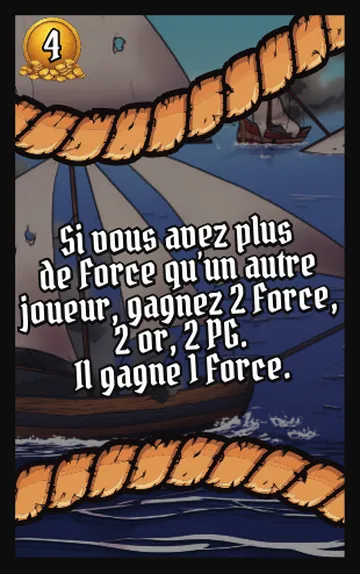 4
Si vous avez plus
de Force qu'un autre
joueur, gagnez 2 Force,
2 or, 2 PG.
Il gagne 1 Force.